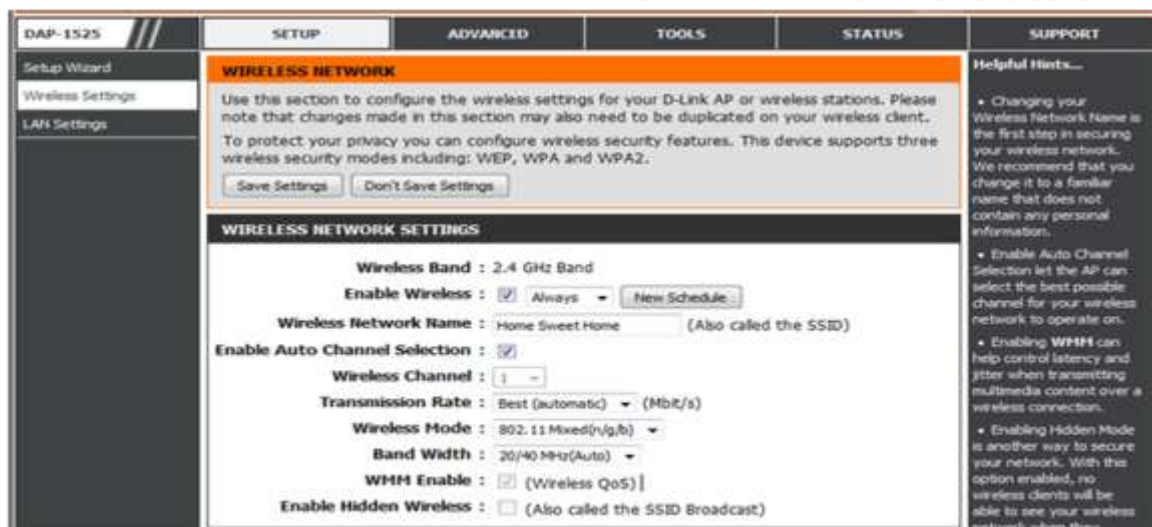 DAP-1525
SETUP
ADVANCED
TOOLS
STATUS
SUPPORT
Setup Wizard
Wireless Settings
LAN Settings
WIRELESS NETWORK
Use this section to configure the wireless settings for your D-Link AP or wireless stations. Please
note that changes made in this section may also need to be duplicated on your wireless client.
To protect your privacy you can configure wireless security features. This device supports three
wireless security modes including: WEP, WPA and WPA2.
Save Settings
Don't Save Settings
WIRELESS NETWORK SETTINGS
Wireless Band : 2.4 GHz Band
Enable Wireless : Always New Schedule
Wireless Network Name : Home Sweet Home (Also called the SSID)
Enable Auto Channel Selection :
Wireless Channel : 1
Transmission Rate : Best (automatic) (Mbit/s)
Wireless Mode : 802.11 Mixed(n/g/b)
Band Width : 20/40 MHz(Auto)
WMM Enable : (Wireless QoS)
Enable Hidden Wireless : (Also called the SSID Broadcast)
Helpful Hints...
• Changing your
Wireless Network Name is
the first step in securing
your wireless network.
We recommend that you
change it to a familiar
name that does not
contain any personal
information.
• Enable Auto Channel
Selection let the AP can
select the best possible
channel for your wireless
network to operate on.
• Enabling WMM can
help control latency and
jitter when transmitting
multimedia content over a
wireless connection.
• Enabling Hidden Mode
is another way to secure
your network. With this
option enabled, no
wireless clients will be
able to see your wireless